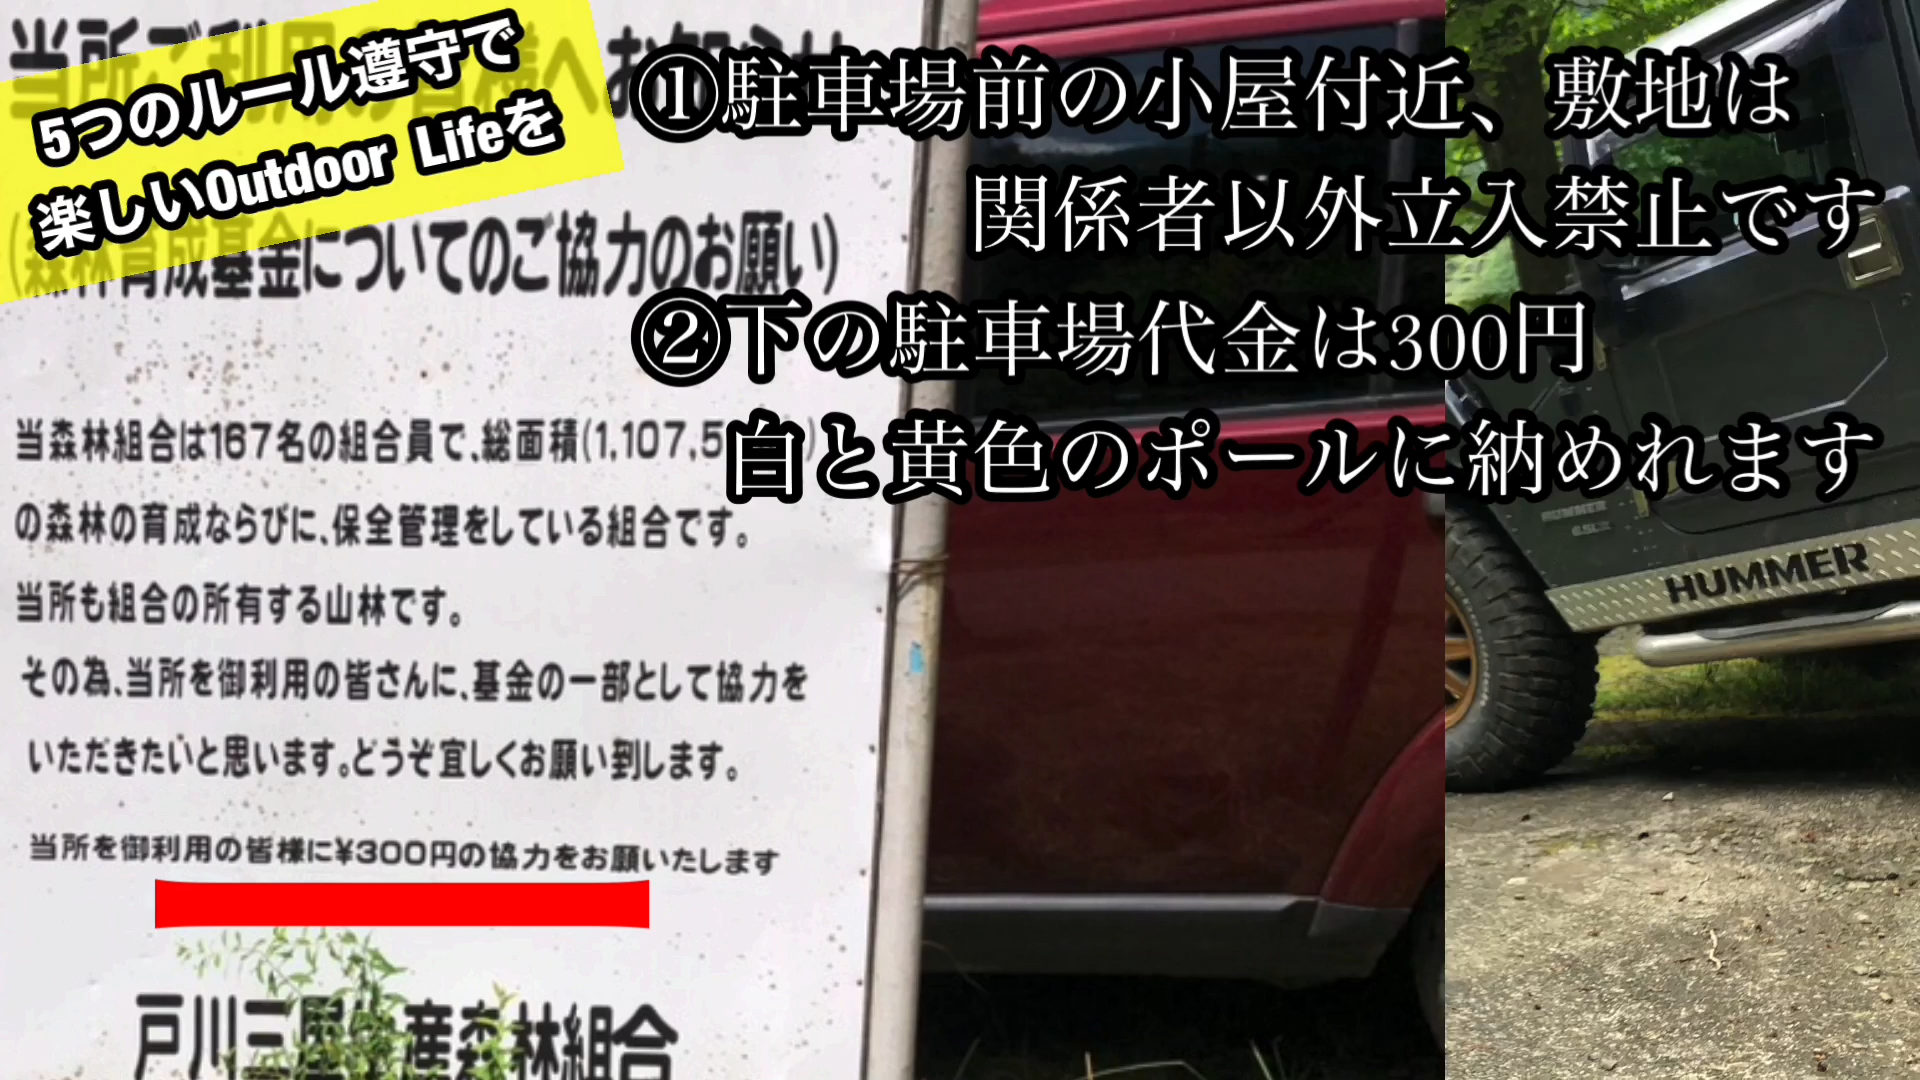 5つのルール遵守で
楽しいOutdoor Lifeを
①駐車場前の小屋付近、敷地は
関係者以外立入禁止です
②下の駐車場代金は300円
白と黄色のポールに納めれます
(森林育成基金についてのご協力のお願い)
当森林組合は167名の組合員で、総面積(1,107,5
の森林の育成ならびに、保全管理をしている組合です。
当所も組合の所有する山林です。
その為、当所を御利用の皆さんに、基金の一部として協力を
いただきたいと思います。どうぞ宜しくお願い到します。
当所を御利用の皆様に¥300円の協力をお願いたします
戸川三 産森林組合
HUMMER
HUMMER